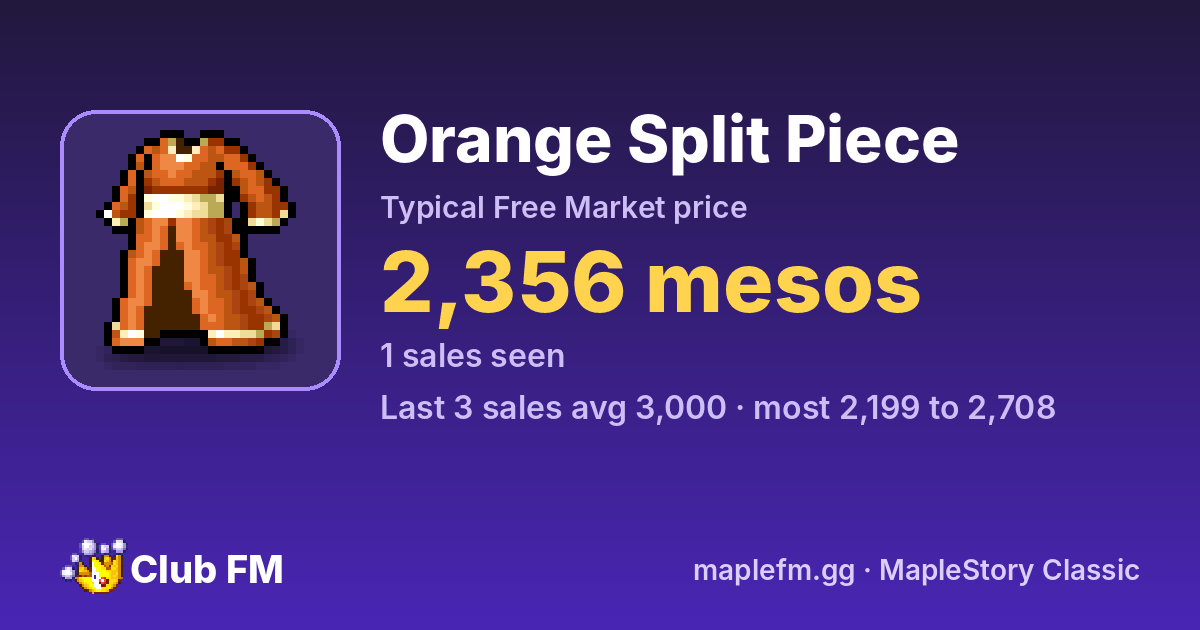 Orange Split Piece
Typical Free Market price
2,356 mesos
1 sales seen
Last 3 sales avg 3,000 · most 2,199 to 2,708
Club FM
maplefm.gg · MapleStory Classic